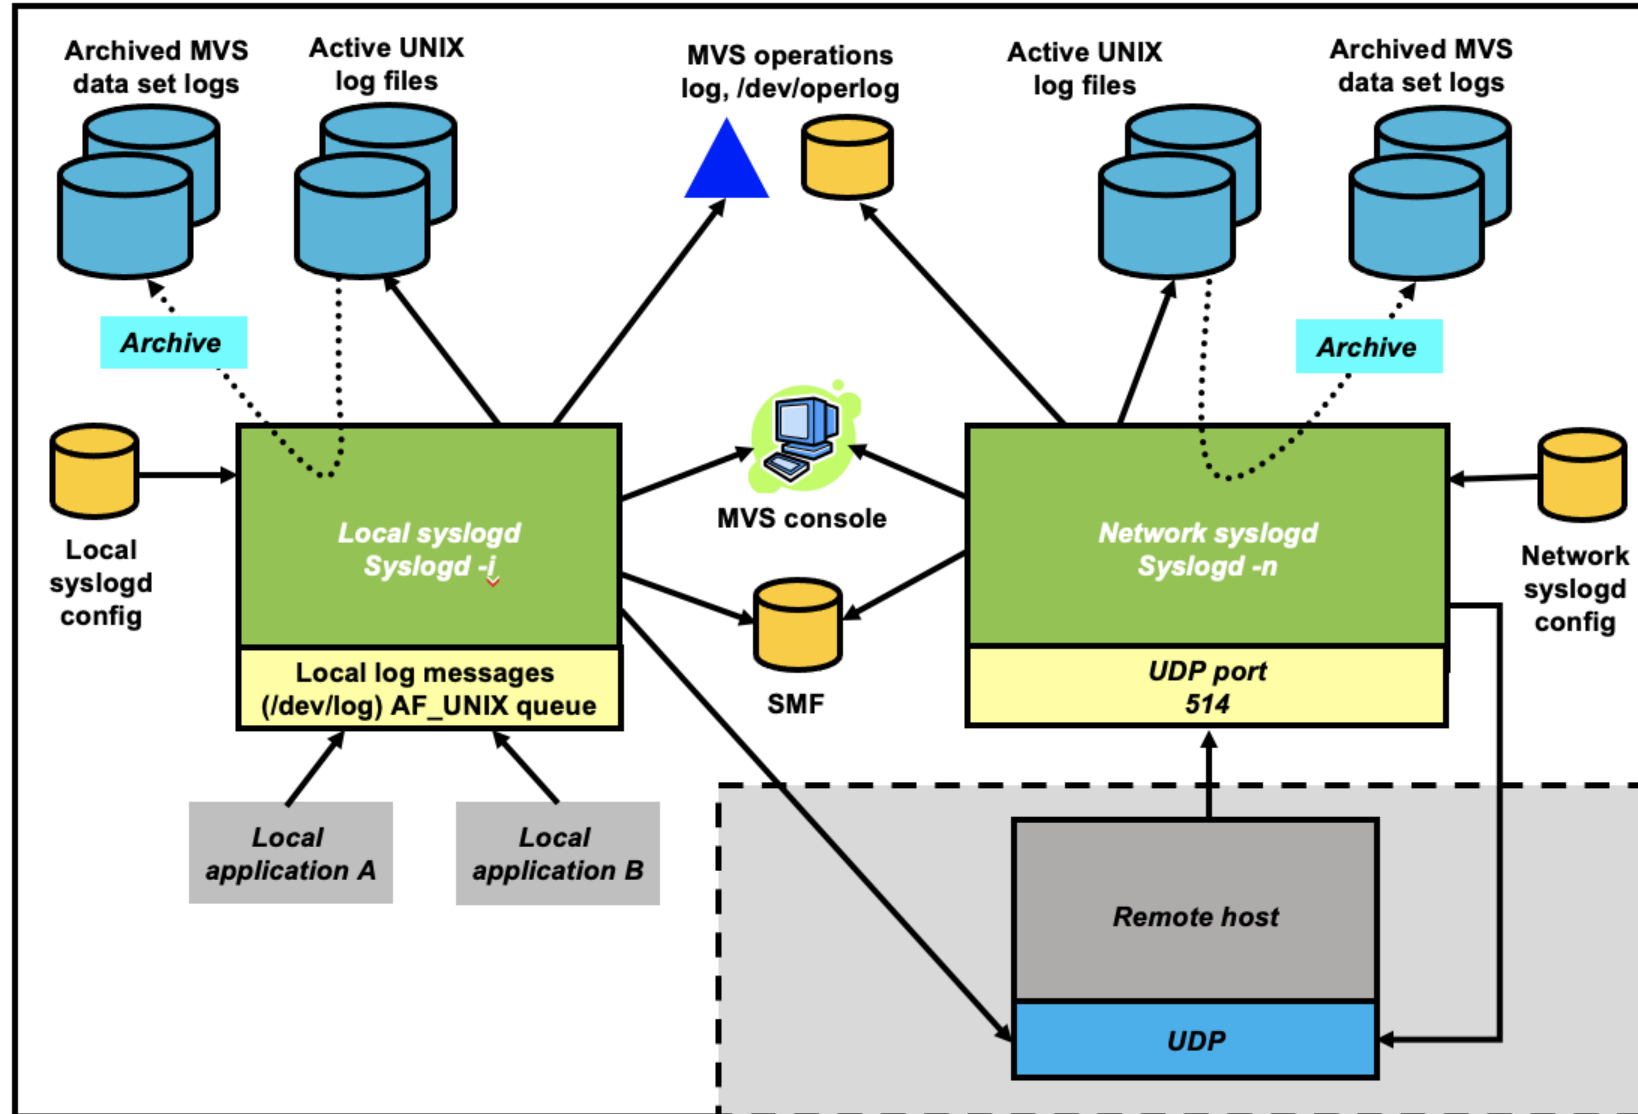 Archived MVS
data set logs
Active UNIX
log files
MVS operations
log, /dev/operlog
Active UNIX
log files
Archived MVS
data set logs
Archive
Archive
Local
syslogd
config
Local syslogd
Syslogd -i
MVS console
Network syslogd
Syslogd -n
Network
syslogd
config
Local log messages
(/dev/log) AF_UNIX queue
SMF
UDP port
514
Local
application A
Local
application B
Remote host
UDP